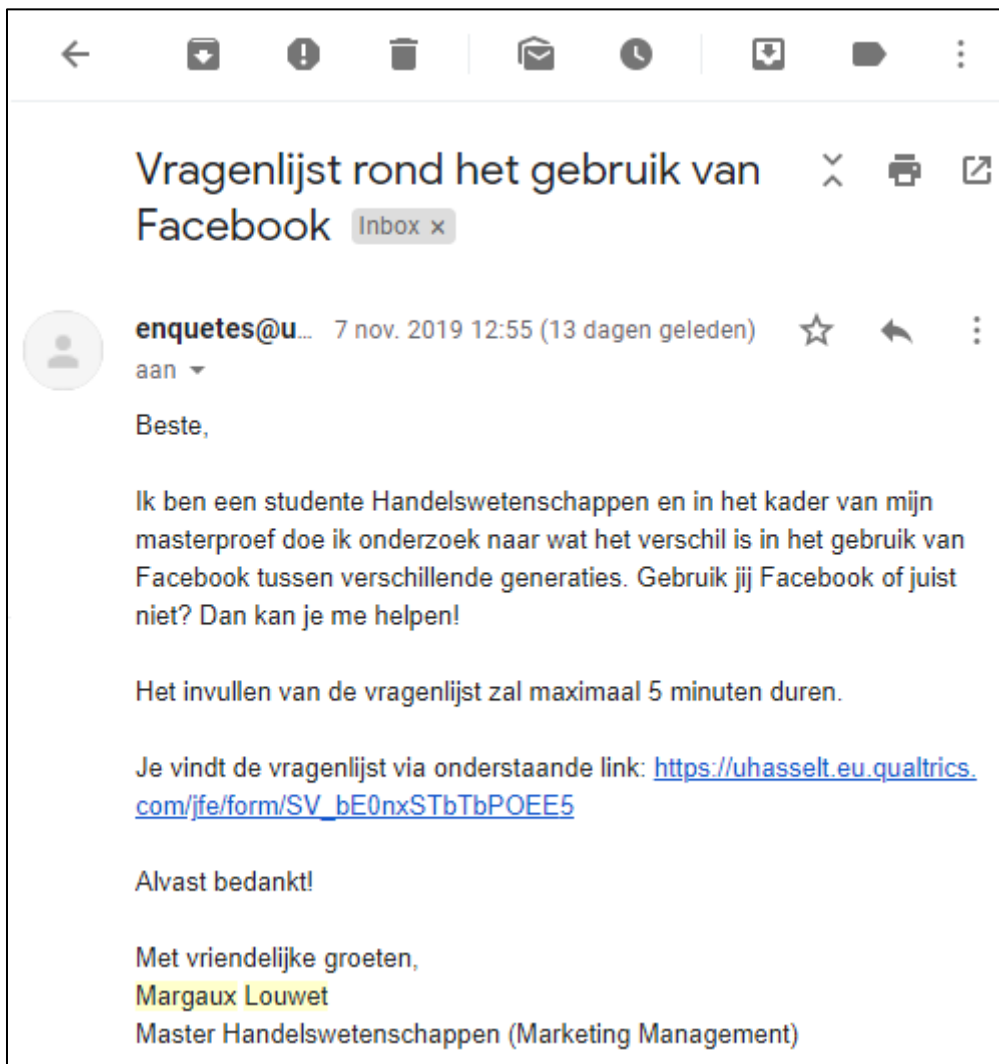 Vragenlijst rond het gebruik van
Facebook Inbox ×
enquetes@u... 7 nov. 2019 12:55 (13 dagen geleden)
aan
Beste,
Ik ben een studente Handelswetenschappen en in het kader van mijn
masterproef doe ik onderzoek naar wat het verschil is in het gebruik van
Facebook tussen verschillende generaties. Gebruik jij Facebook of juist
niet? Dan kan je me helpen!
Het invullen van de vragenlijst zal maximaal 5 minuten duren.
Je vindt de vragenlijst via onderstaande link: https://uhasselt.eu.qualtrics.
com/jfe/form/SV_bE0nxSTbTbPOEE5
Alvast bedankt!
Met vriendelijke groeten,
Margaux Louwet
Master Handelswetenschappen (Marketing Management)